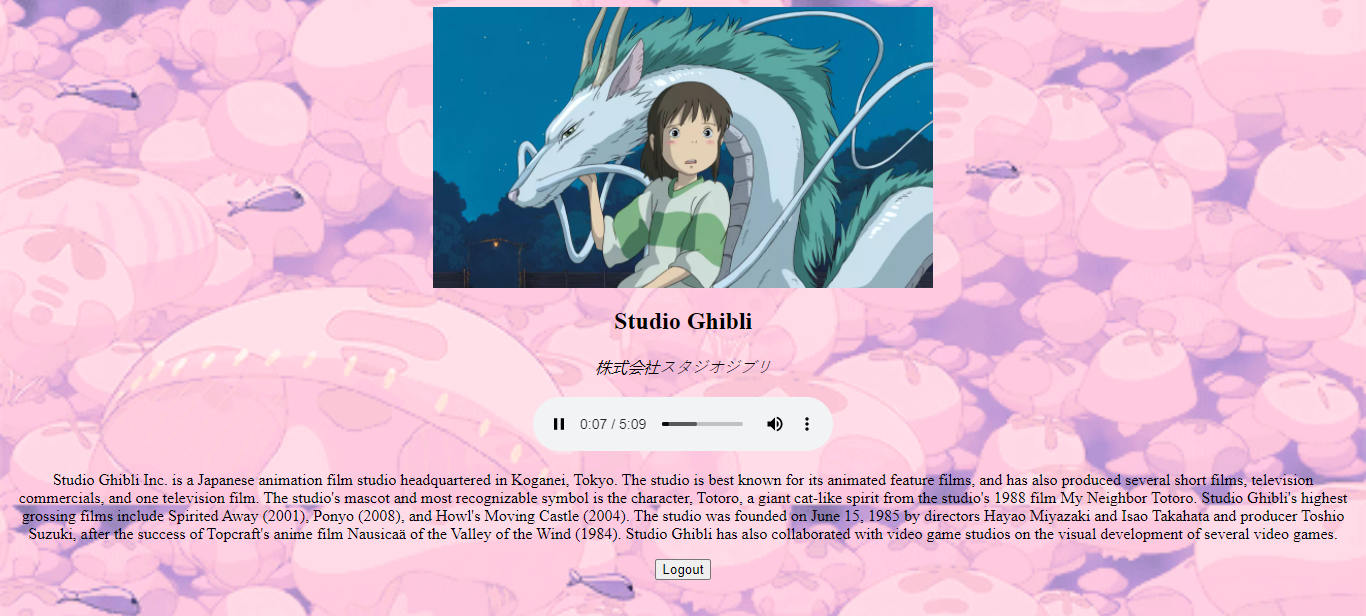 Studio Ghibli
株式会社スタジオジブリ
0:07 / 5:09
Studio Ghibli Inc. is a Japanese animation film studio headquartered in Koganei, Tokyo. The studio is best known for its animated feature films, and has also produced several short films, television
commercials, and one television film. The studio's mascot and most recognizable symbol is the character, Totoro, a giant cat-like spirit from the studio's 1988 film My Neighbor Totoro. Studio Ghibli's highest
grossing films include Spirited Away (2001), Ponyo (2008), and Howl's Moving Castle (2004). The studio was founded on June 15, 1985 by directors Hayao Miyazaki and Isao Takahata and producer Toshio
Suzuki, after the success of Topcraft's anime film Nausicaä of the Valley of the Wind (1984). Studio Ghibli has also collaborated with video game studios on the visual development of several video games.
Logout